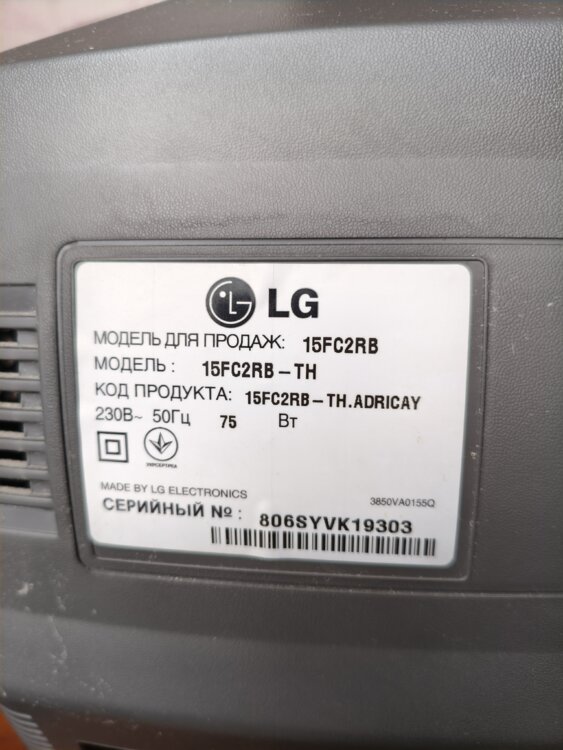 LG
МОДЕЛЬ ДЛЯ ПРОДАЖ: 15FC2RB
МОДЕЛЬ : 15FC2RB-TH
КОД ПРОДУКТА: 15FC2RB-TH.ADRICAY
230В~ 50Гц 75 Вт
УКРСЕРТИКА
MADE BY LG ELECTRONICS
3850VA0155Q
СЕРИЙНЫЙ № : 806SYVK19303